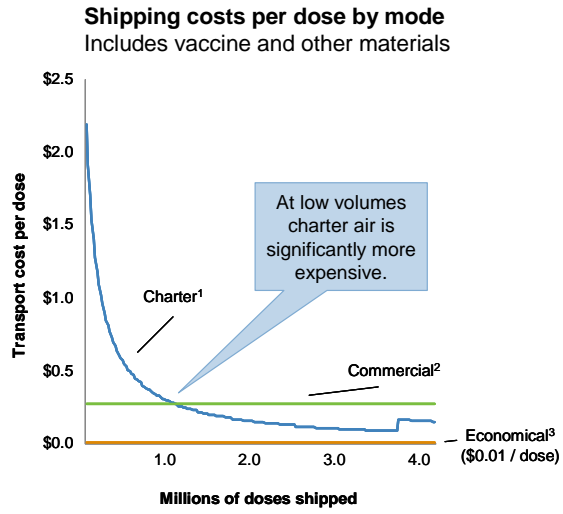 Shipping costs per dose by mode
Includes vaccine and other materials
Transport cost per dose
$2.5
$2.0
$1.5
$1.0
$0.5
$0.0
At low volumes
charter air is
significantly more
expensive.
Charter1
Commercial2
Economical3
($0.01 / dose)
1.0
2.0
3.0
4.0
Millions of doses shipped